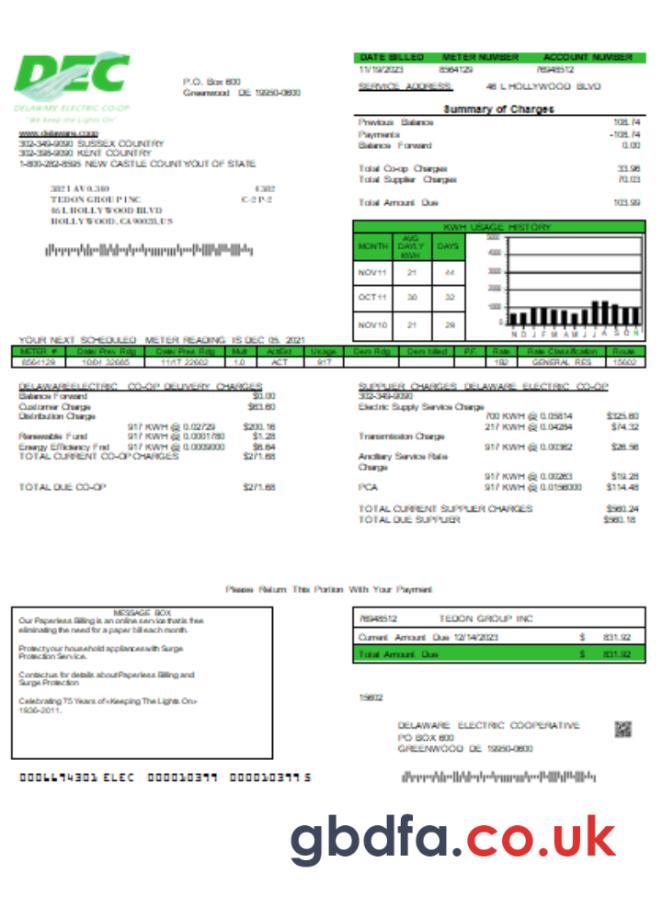 DEC
DELAWARE ELECTRIC CO-OP
"We keep the Lights On"
P.O. Box 600
Greenwood DE 19950-0600
www.delaware.coop
302-349-9090 SUSSEX COUNTRY
302-398-9090 KENT COUNTRY
1-800-282-8595 NEW CASTLE COUNTY/OUT OF STATE
3821 AV 0.340 4 382
TEDON GROUP INC C-2 P-2
46 L HOLLYWOOD BLVD
HOLLYWOOD, CA 90028, US
DATE BILLED METER NUMBER ACCOUNT NUMBER
11/19/2023 8564129 76948512
SERVICE ADDRESS 46 L HOLLYWOOD BLVD
Summary of Charges
Previous Balance 108.74
Payments -108.74
Balance Forward 0.00
Total Co-op Charges 33.96
Total Supplier Charges 70.03
Total Amount Due 103.99
KWH USAGE HISTORY
MONTH AVG DAYLY KWH DAYS
NOV11 21 44
OCT11 30 32
NOV10 21 29
5000
4000
3000
2000
1000
0
N D J F M A M J J A S O N
YOUR NEXT SCHEDULED METER READING IS DEC 05, 2021
METER # Date/Prev. Rdg Date/Pres. Rdg Mult Act/Est Usage Dem Rdg Dem billed P.F. Rate Rate Classification Route
8564129 10/04 32685 11/17 22602 1.0 ACT 917 182 GENERAL RES 15602
DELAWAREELECTRIC CO-OP DELIVERY CHARGES
Balance Forward $0.00
Customer Charge $63.60
Distribution Charge
917 KWH @ 0.02729 $200.16
Renewable Fund 917 KWH @ 0.0001780 $1.28
Energy Efficiency Fnd 917 KWH @ 0.0009000 $6.64
TOTAL CURRENT CO-OP CHARGES $271.68
TOTAL DUE CO-OP $271.68
SUPPLIER CHARGES DELAWARE ELECTRIC CO-OP
302-349-9090
Electric Supply Service Charge
700 KWH @ 0.05814 $325.60
217 KWH @ 0.04284 $74.32
Transmission Charge
917 KWH @ 0.00362 $26.56
Ancillary Service Rate
Charge
917 KWH @ 0.00263 $19.28
PCA 917 KWH @ 0.0156000 $114.48
TOTAL CURRENT SUPPLIER CHARGES $560.24
TOTAL DUE SUPPLIER $560.18
Please Return This Portion With Your Payment
MESSAGE BOX
Our Paperless Billing is an online service that is free
eliminating the need for a paper bill each month.
Protect your household appliances with Surge
Protection Service.
Contact us for details about Paperless Billing and
Surge Protection
Celebrating 75 Years of «Keeping The Lights On»
1936-2011.
76948512 TEDON GROUP INC
Current Amount Due 12/14/2023 $ 831.92
Total Amount Due $ 831.92
15602
DELAWARE ELECTRIC COOPERATIVE
PO BOX 600
GREENWOOD DE 19950-0600
0006694301 ELEC 000010399 000010399 5
gbdfa.co.uk